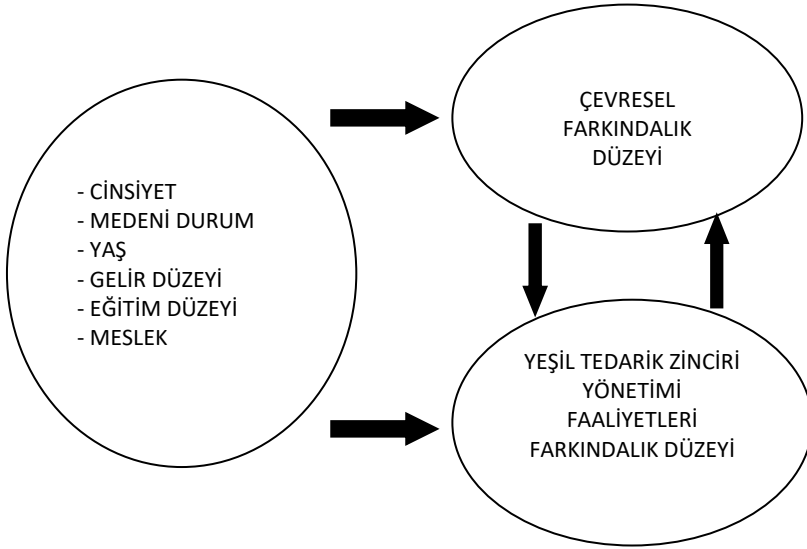 - CİNSİYET
- MEDENİ DURUM
- YAŞ
- GELİR DÜZEYİ
- EĞİTİM DÜZEYİ
- MESLEK
ÇEVRESEL
FARKINDALIK
DÜZEYİ
YEŞİL TEDARİK ZİNCİRİ
YÖNETİMİ
FAALİYETLERİ
FARKINDALIK DÜZEYİ